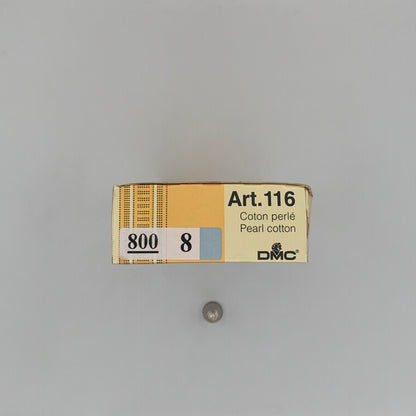 Art.116
Coton perlé
Pearl cotton
800 8
DMC®